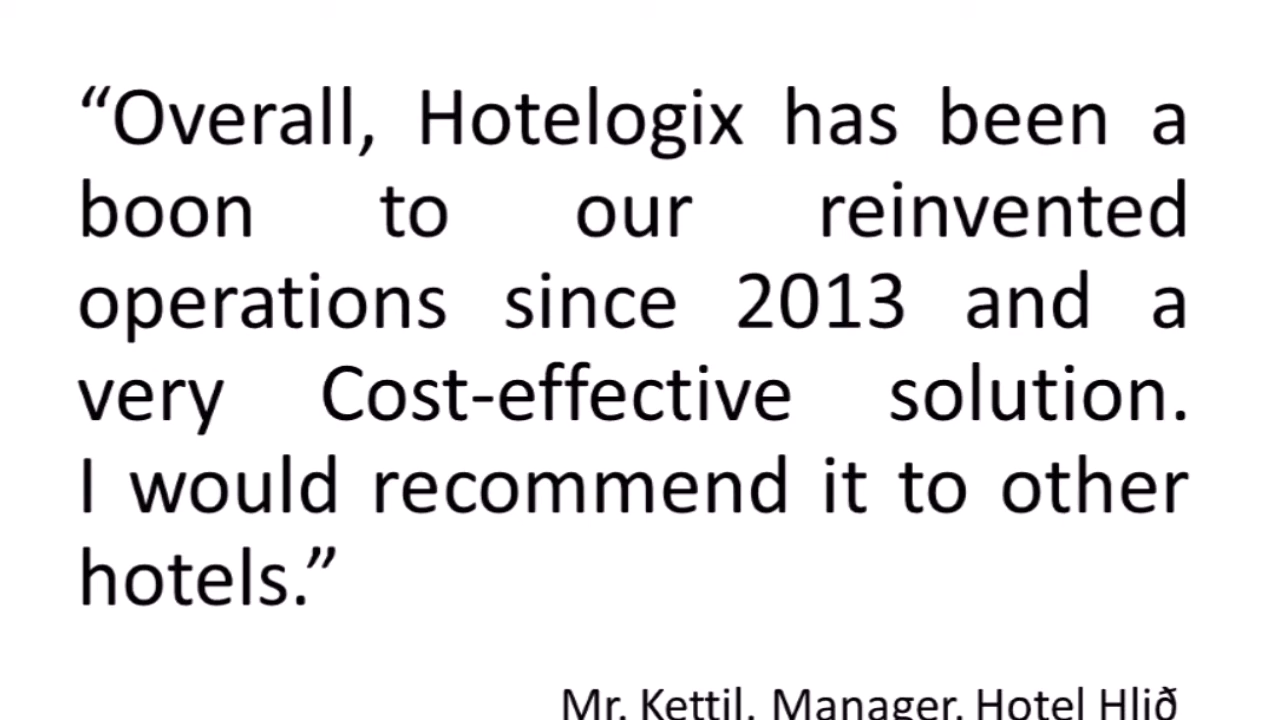 “Overall, Hotelogix has been a
boon to our reinvented
operations since 2013 and a
very Cost-effective solution.
I would recommend it to other
hotels.”
Mr. Kettil, Manager, Hotel Hlið